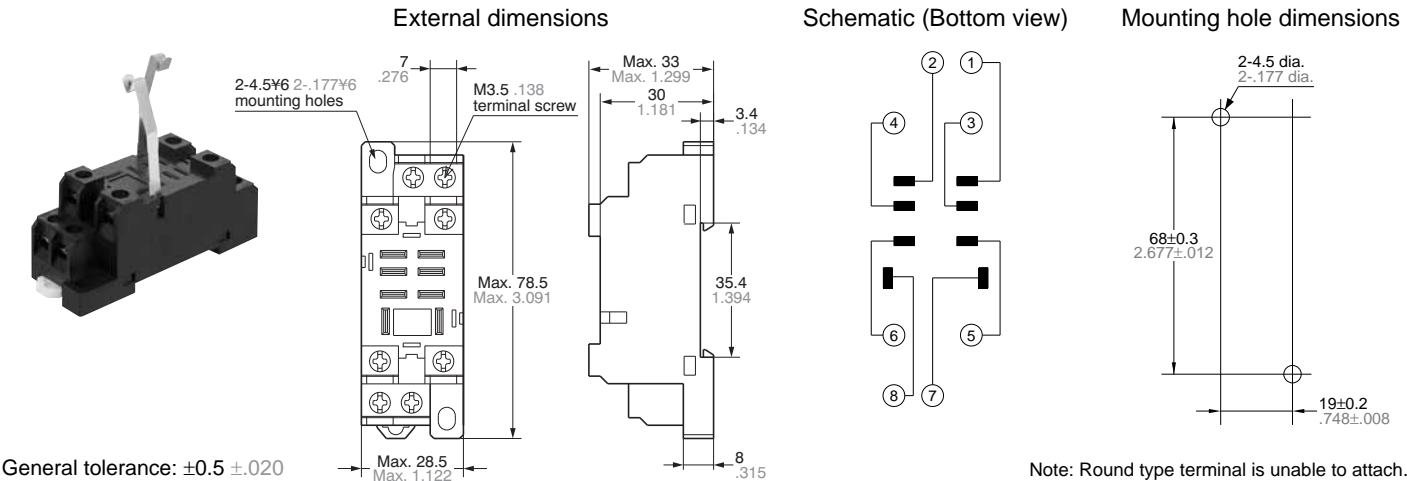 External dimensions
Schematic (Bottom view)
Mounting hole dimensions
7
.276
2-4.5¥6 2-.177¥6
mounting holes
M3.5 .138
terminal screw
Max. 78.5
Max. 3.091
Max. 28.5
Max. 1.122
Max. 33
Max. 1.299
30
1.181
3.4
.134
35.4
1.394
8
.315
2 1
4 3
6 5
8 7
2-4.5 dia.
2-.177 dia.
68±0.3
2.677±.012
19±0.2
.748±.008
General tolerance: ±0.5 ±.020
Note: Round type terminal is unable to attach.